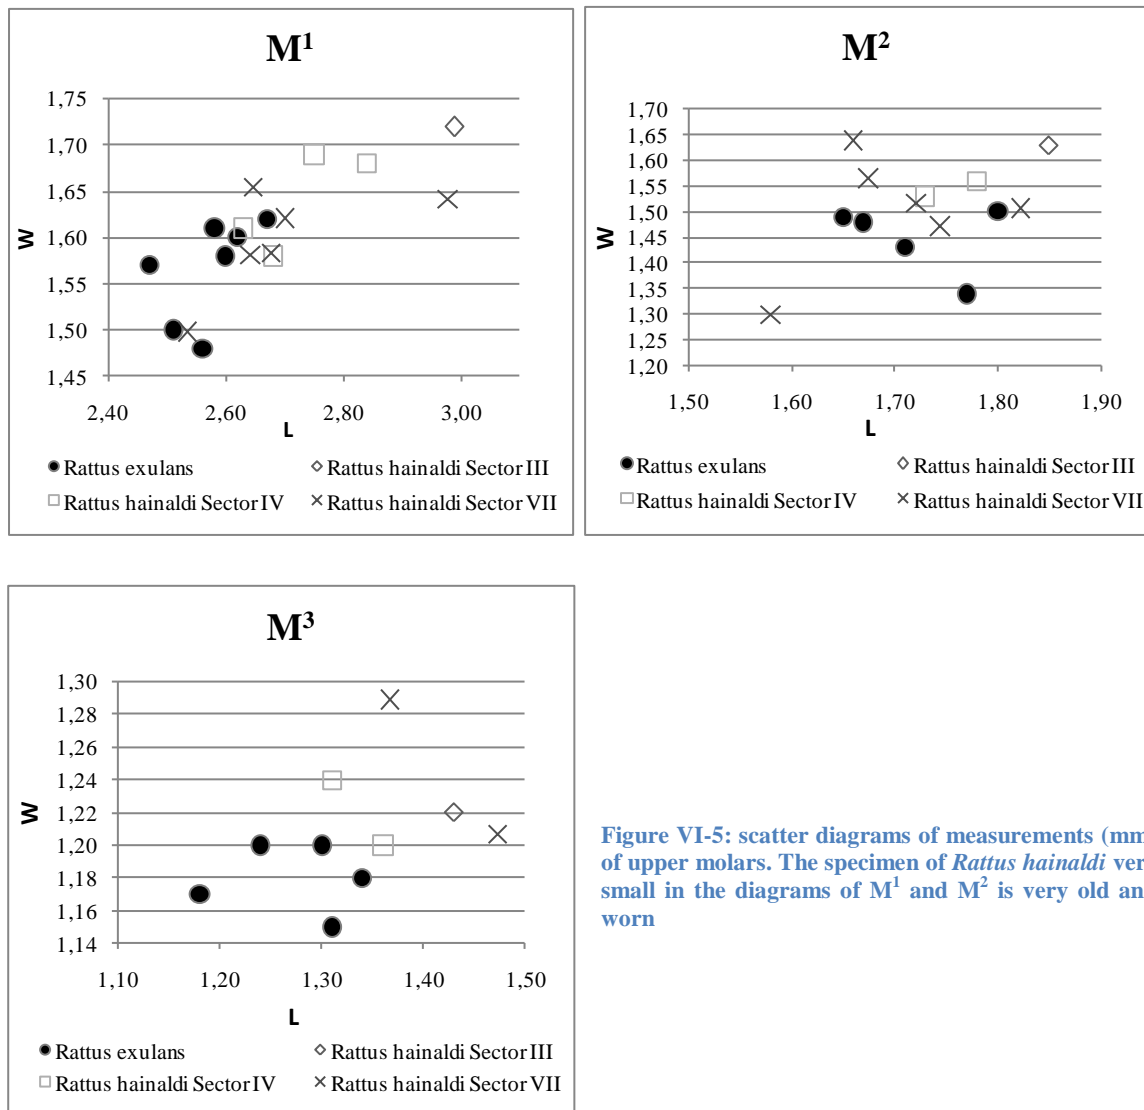 M¹
1,75
1,70
1,65
1,60
1,55
1,50
1,45
W
2,40 2,60 2,80 3,00
L
Rattus exulans Rattus hainaldi Sector III
Rattus hainaldi Sector IV Rattus hainaldi Sector VII
M²
1,70
1,65
1,60
1,55
1,50
1,45
1,40
1,35
1,30
1,25
1,20
W
1,50 1,60 1,70 1,80 1,90
L
Rattus exulans Rattus hainaldi Sector III
Rattus hainaldi Sector IV Rattus hainaldi Sector VII
M³
1,30
1,28
1,26
1,24
1,22
1,20
1,18
1,16
1,14
W
1,10 1,20 1,30 1,40 1,50
L
Rattus exulans Rattus hainaldi Sector III
Rattus hainaldi Sector IV Rattus hainaldi Sector VII
Figure VI-5: scatter diagrams of measurements (mm
of upper molars. The specimen of Rattus hainaldi ver
small in the diagrams of M¹ and M² is very old an
worn